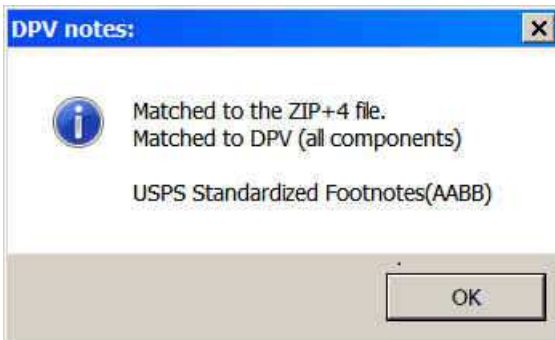 DPV notes:
Matched to the ZIP+4 file.
Matched to DPV (all components)
USPS Standardized Footnotes(AABB)
OK